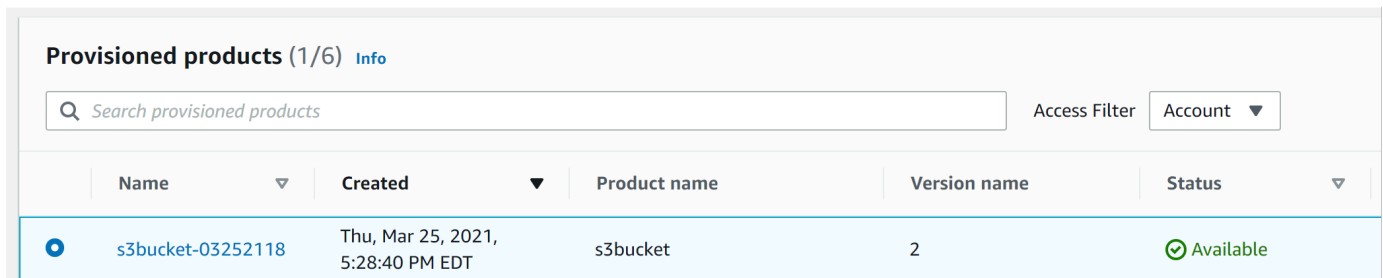 Provisioned products (1/6) Info
Search provisioned products
Access Filter
Account
Name
Created
Product name
Version name
Status
s3bucket-03252118
Thu, Mar 25, 2021,
5:28:40 PM EDT
s3bucket
2
Available